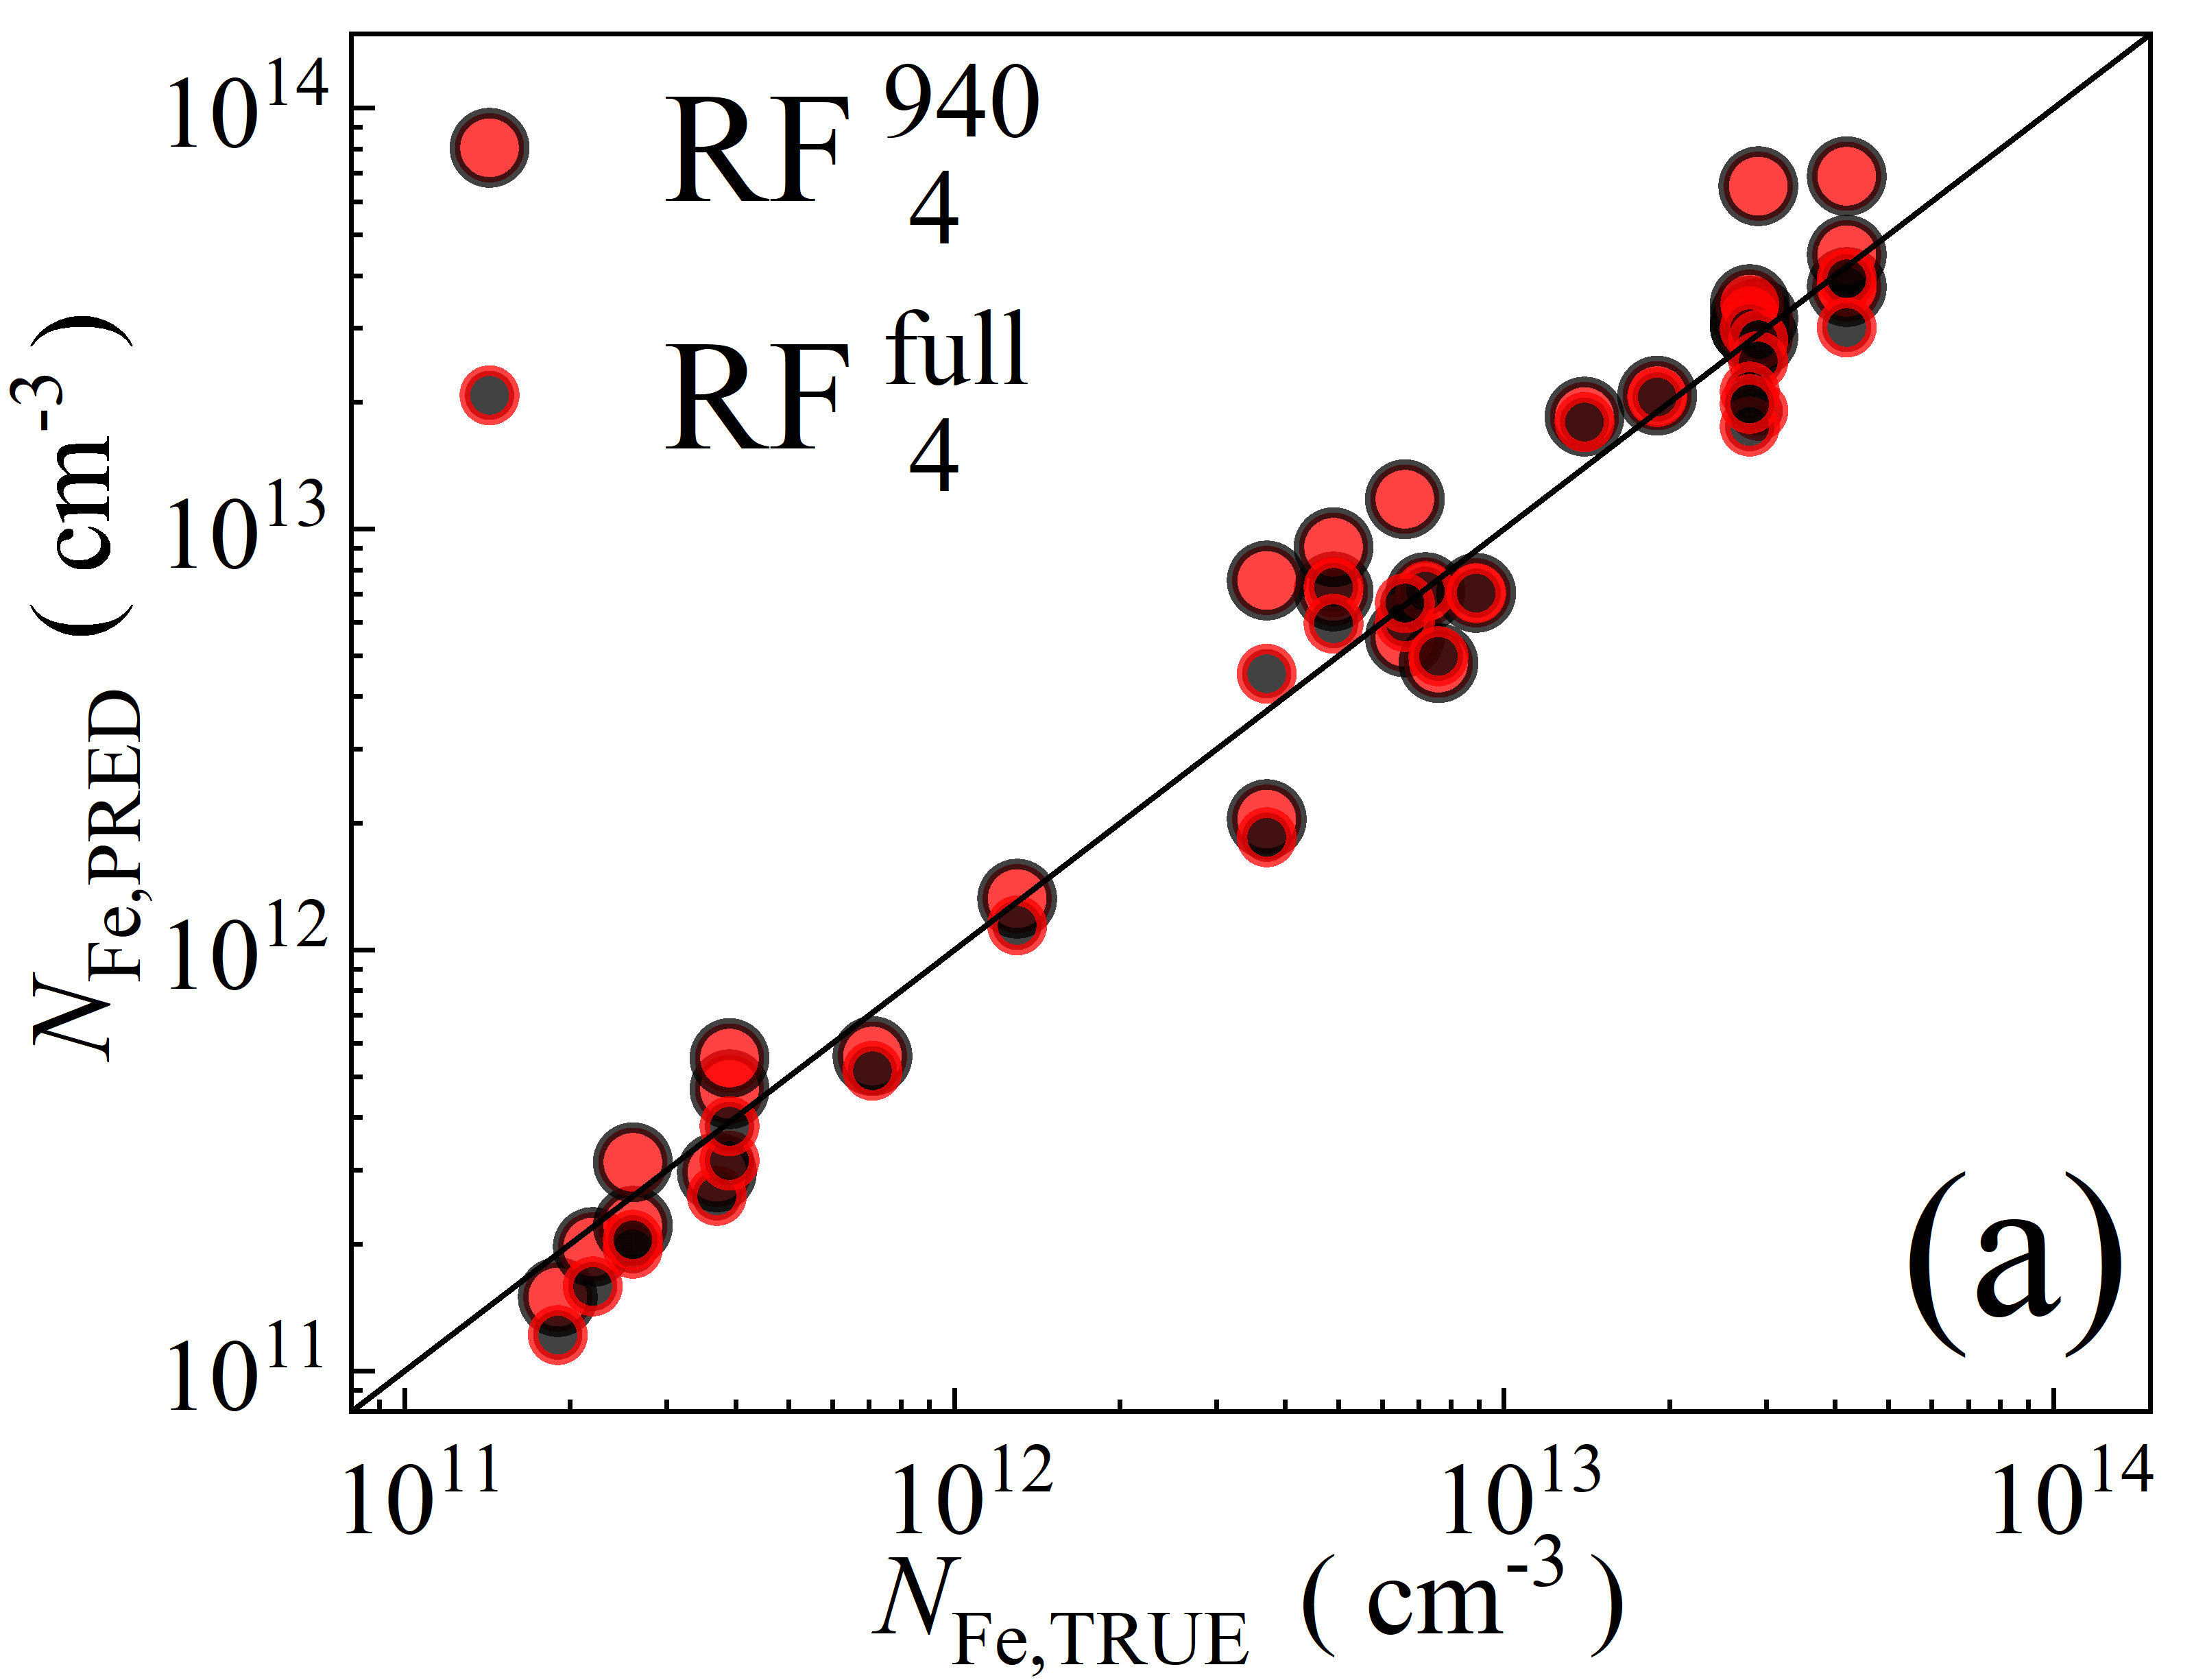 RF 940 4
RF full 4
10^14
10^13
10^12
10^11
N Fe,PRED ( cm^-3 )
(a)
10^11 10^12 10^13 10^14
N Fe,TRUE ( cm^-3 )